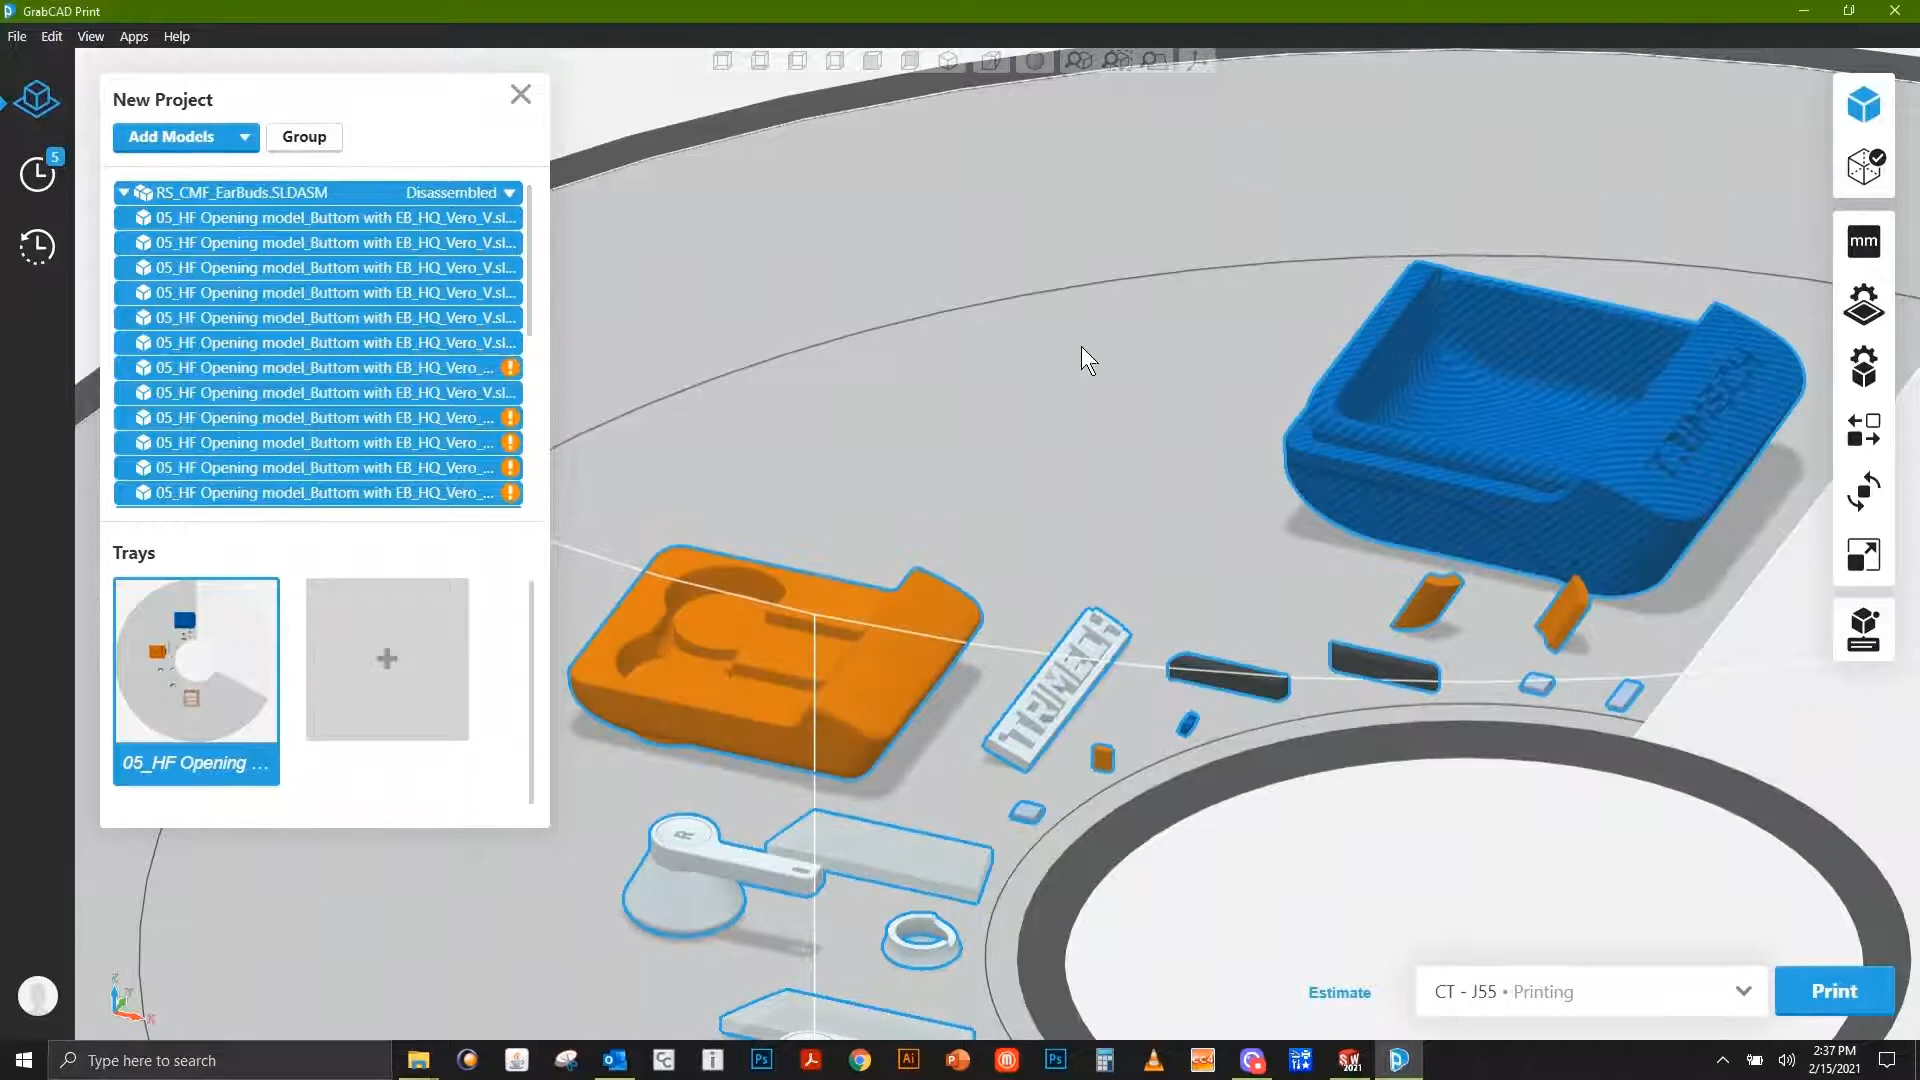 GrabCAD Print
File Edit View Apps Help
New Project
Add Models
Group
5
RS_CMF_EarBuds.SLDASM Disassembled
05_HF Opening model_Buttom with EB_HQ_Vero_V.sl...
05_HF Opening model_Buttom with EB_HQ_Vero_V.sl...
05_HF Opening model_Buttom with EB_HQ_Vero_V.sl...
05_HF Opening model_Buttom with EB_HQ_Vero_V.sl...
05_HF Opening model_Buttom with EB_HQ_Vero_V.sl...
05_HF Opening model_Buttom with EB_HQ_Vero_V.sl...
05_HF Opening model_Buttom with EB_HQ_Vero_...
05_HF Opening model_Buttom with EB_HQ_Vero_V.sl...
05_HF Opening model_Buttom with EB_HQ_Vero_...
05_HF Opening model_Buttom with EB_HQ_Vero_...
05_HF Opening model_Buttom with EB_HQ_Vero_...
05_HF Opening model_Buttom with EB_HQ_Vero_...
mm
Trays
05_HF Opening ...
TRIMECH
TRIMECH
R
Estimate
CT - J55 • Printing
Print
Type here to search
2:37 PM
2/15/2021